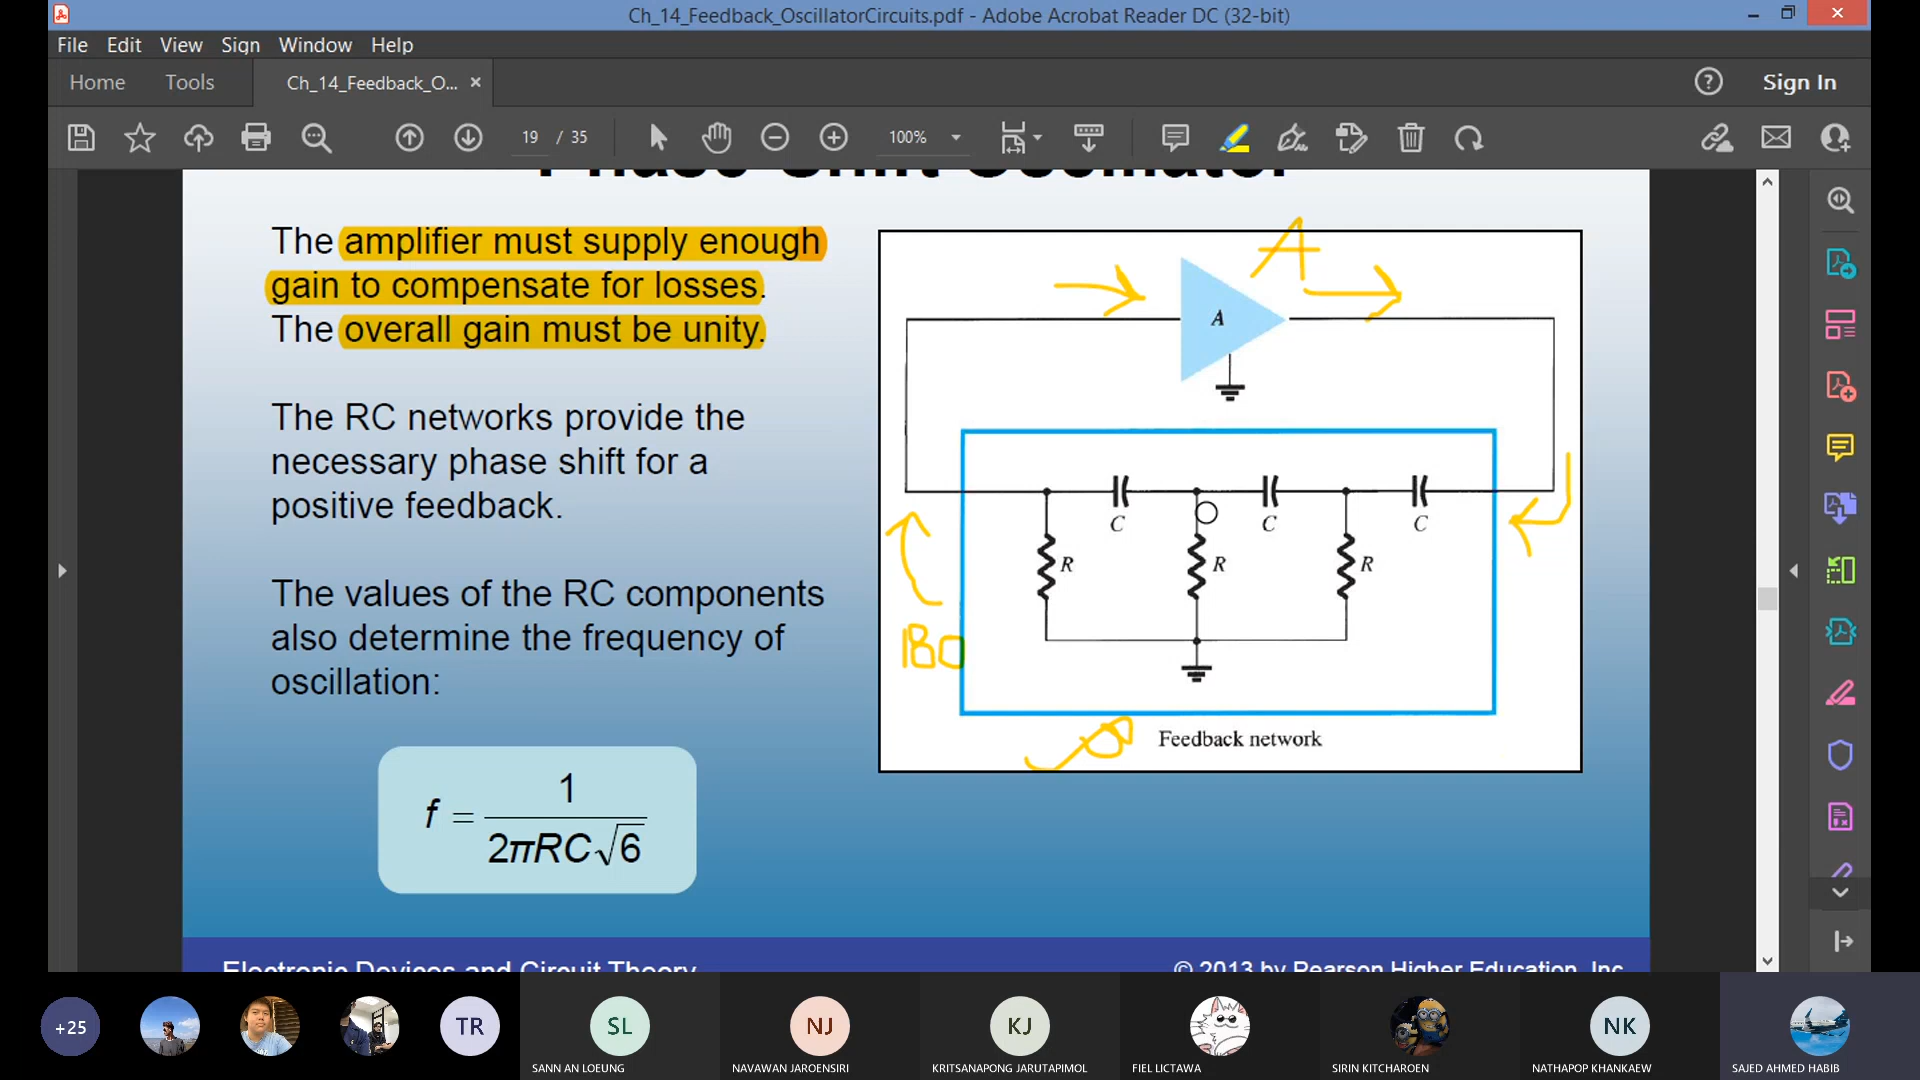 Ch_14_Feedback_OscillatorCircuits.pdf - Adobe Acrobat Reader DC (32-bit)
File Edit View Sign Window Help
Home Tools Ch_14_Feedback_O... × Sign In
19 / 35 100%
Phase-Shift Oscillator
The amplifier must supply enough
gain to compensate for losses.
The overall gain must be unity.
The RC networks provide the
necessary phase shift for a
positive feedback.
The values of the RC components
also determine the frequency of
oscillation:
f = 1 / 2πRC√6
A
A
C C C
R R R
180
Feedback network
Electronic Devices and Circuit Theory
© 2013 by Pearson Higher Education, Inc
+25
TR
SL
NJ
KJ
NK
SANN AN LOEUNG
NAVAWAN JAROENSIRI
KRITSANAPONG JARUTAPIMOL
FIEL LICTAWA
SIRIN KITCHAROEN
NATHAPOP KHANKAEW
SAJED AHMED HABIB